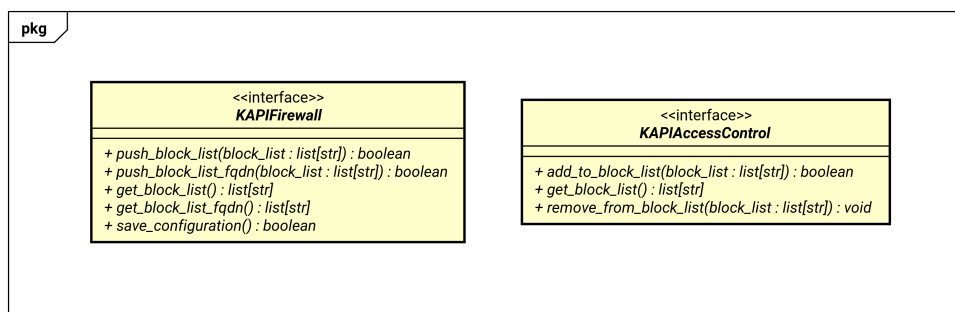 pkg
<<interface>>
KAPIFirewall
+ push_block_list(block_list : list[str]) : boolean
+ push_block_list_fqdn(block_list : list[str]) : boolean
+ get_block_list() : list[str]
+ get_block_list_fqdn() : list[str]
+ save_configuration() : boolean
<<interface>>
KAPIAccessControl
+ add_to_block_list(block_list : list[str]) : boolean
+ get_block_list() : list[str]
+ remove_from_block_list(block_list : list[str]) : void